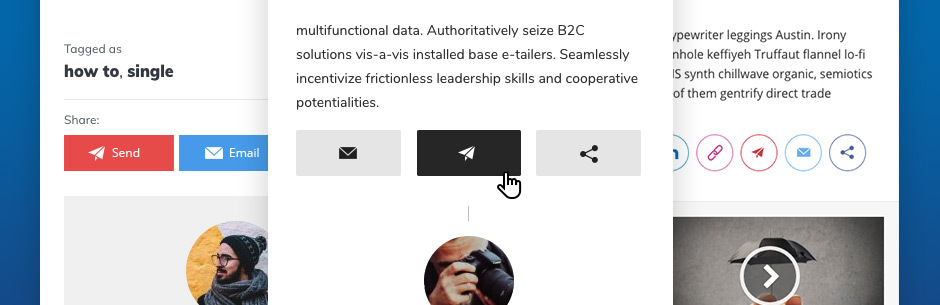 Tagged as
how to, single
Share:
Send
Email
multifunctional data. Authoritatively seize B2C
solutions vis-a-vis installed base e-tailers. Seamlessly
incentivize frictionless leadership skills and cooperative
potentialities.
typewriter leggings Austin. Irony
keffiyeh Truffaut flannel lo-fi
synth chillwave organic, semiotics
of them gentrify direct trade